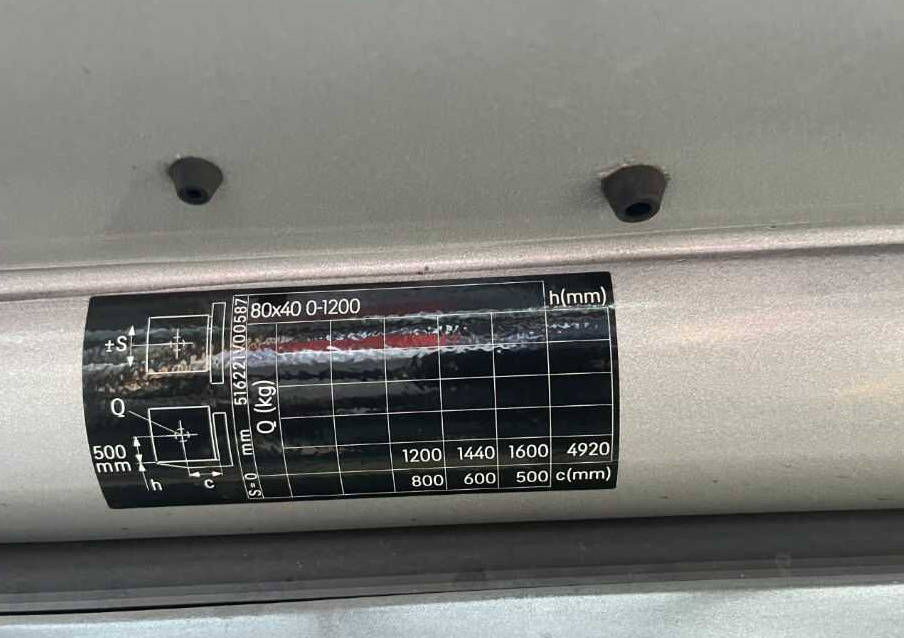 80x40 0-1200
h(mm)
±S
516221V00587
Q (kg)
Q
500
mm
h
c
S=0 mm
1200 1440 1600 4920
800 600 500 c(mm)